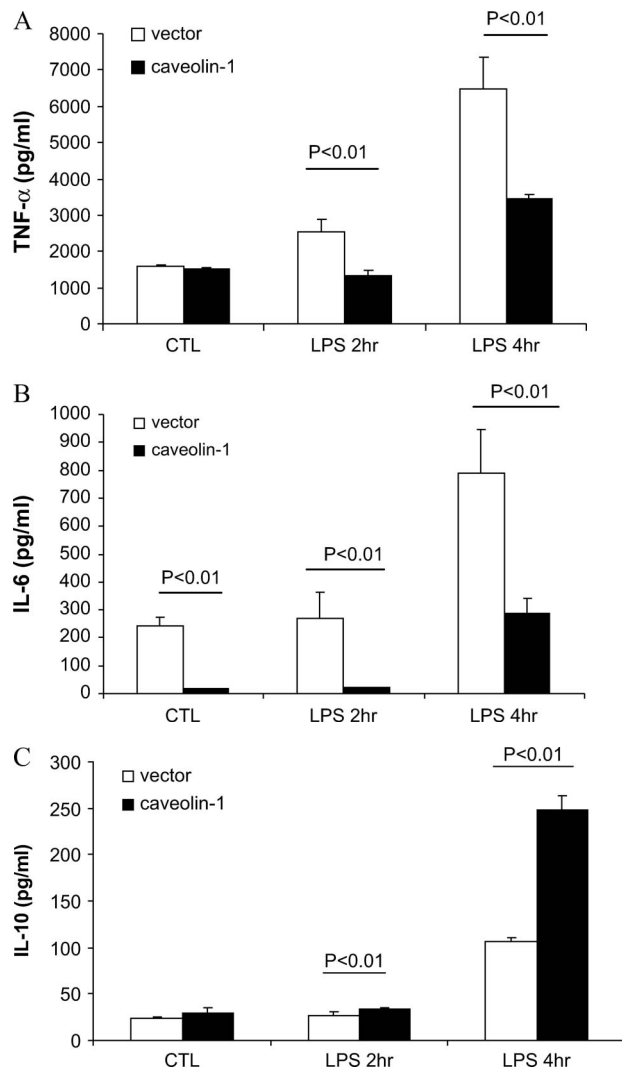 A
vector
caveolin-1
TNF-α (pg/ml)
8000
7000
6000
5000
4000
3000
2000
1000
0
P<0.01
P<0.01
CTL
LPS 2hr
LPS 4hr
B
vector
caveolin-1
IL-6 (pg/ml)
1000
900
800
700
600
500
400
300
200
100
0
P<0.01
P<0.01
P<0.01
CTL
LPS 2hr
LPS 4hr
C
vector
caveolin-1
IL-10 (pg/ml)
300
250
200
150
100
50
0
P<0.01
P<0.01
CTL
LPS 2hr
LPS 4hr